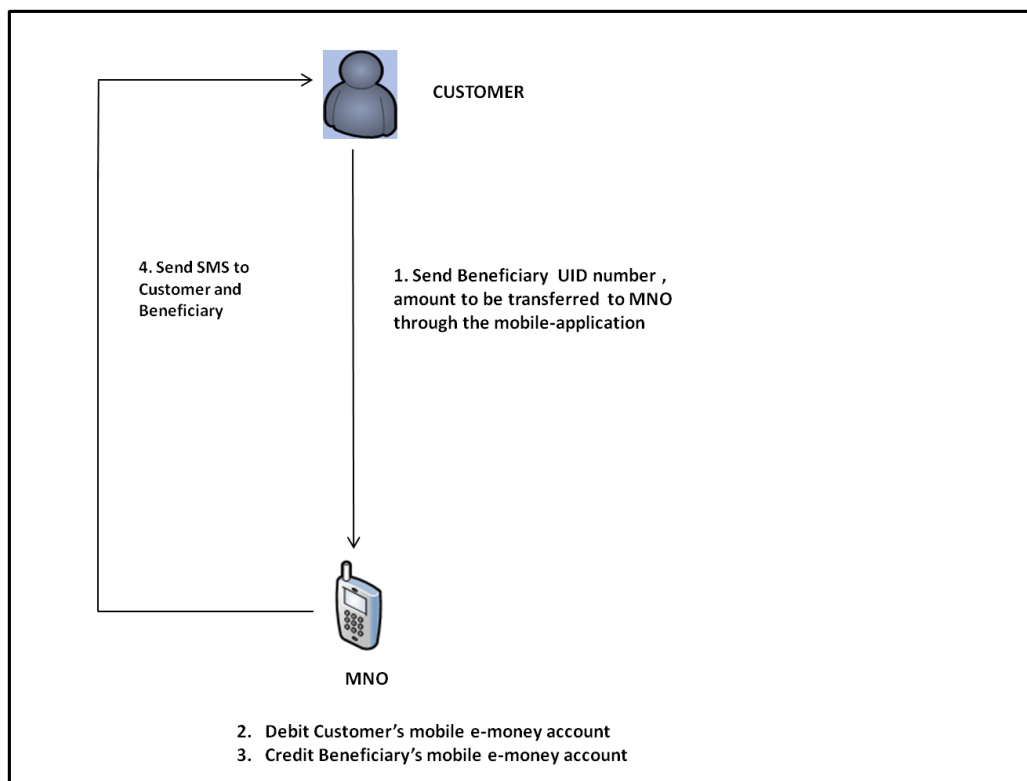 CUSTOMER
4. Send SMS to
Customer and
Beneficiary
1. Send Beneficiary UID number ,
amount to be transferred to MNO
through the mobile-application
MNO
2. Debit Customer’s mobile e-money account
3. Credit Beneficiary’s mobile e-money account